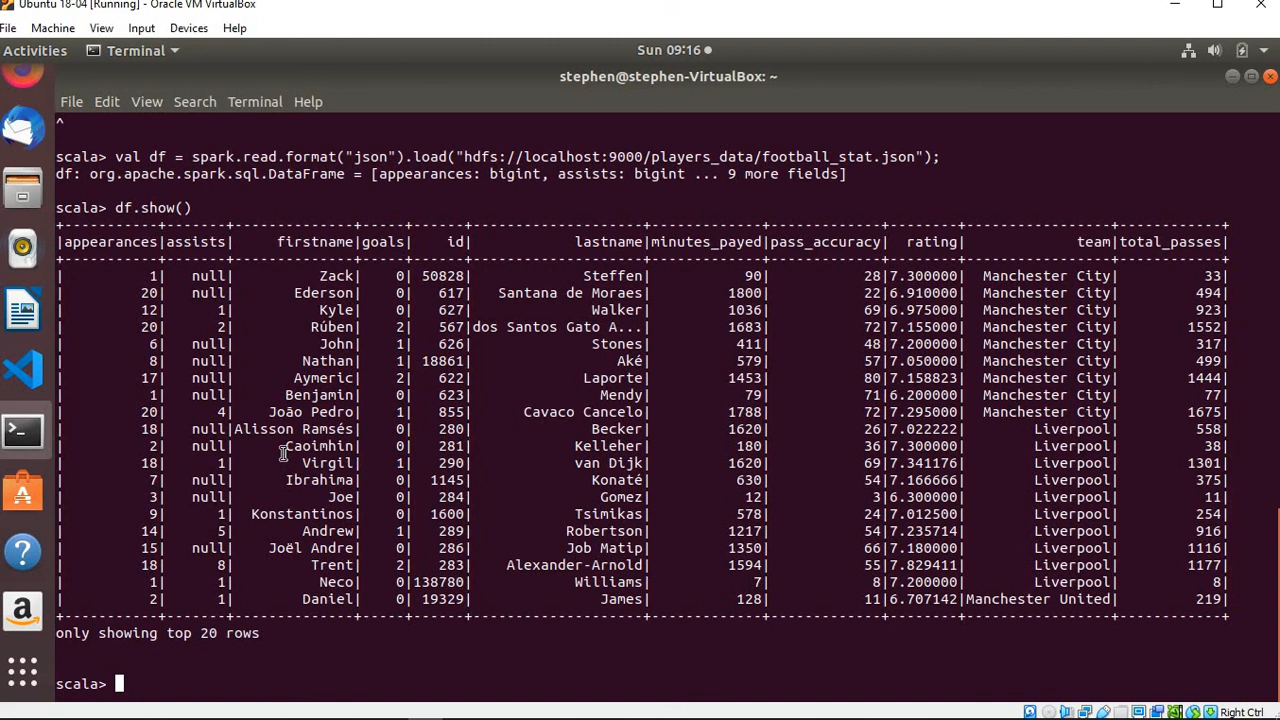 Ubuntu 18-04 [Running] - Oracle VM VirtualBox
File Machine View Input Devices Help
Activities Terminal Sun 09:16
stephen@stephen-VirtualBox: ~
File Edit View Search Terminal Help
^
scala> val df = spark.read.format("json").load("hdfs://localhost:9000/players_data/football_stat.json");
df: org.apache.spark.sql.DataFrame = [appearances: bigint, assists: bigint ... 9 more fields]
scala> df.show()
+-----------+-------+--------------+-----+------+--------------------+-------------+-------------+--------+-----------------+------------+
|appearances|assists|     firstname|goals|    id|            lastname|minutes_payed|pass_accuracy|  rating|             team|total_passes|
+-----------+-------+--------------+-----+------+--------------------+-------------+-------------+--------+-----------------+------------+
|          1|   null|          Zack|    0| 50828|             Steffen|           90|           28|7.300000|  Manchester City|          33|
|         20|   null|       Ederson|    0|   617|   Santana de Moraes|         1800|           22|6.910000|  Manchester City|         494|
|         12|      1|          Kyle|    0|   627|              Walker|         1036|           69|6.975000|  Manchester City|         923|
|         20|      2|         Rúben|    2|   567|dos Santos Gato A...|         1683|           72|7.155000|  Manchester City|        1552|
|          6|   null|          John|    1|   626|              Stones|          411|           48|7.200000|  Manchester City|         317|
|          8|   null|        Nathan|    1| 18861|                Aké|          579|           57|7.050000|  Manchester City|         499|
|         17|   null|       Aymeric|    2|   622|             Laporte|         1453|           80|7.158823|  Manchester City|        1444|
|          1|   null|      Benjamin|    0|   623|               Mendy|           79|           71|6.200000|  Manchester City|          77|
|         20|      4|    João Pedro|    1|   855|      Cavaco Cancelo|         1788|           72|7.295000|  Manchester City|        1675|
|         18|   null|Alisson Ramsés|    0|   280|              Becker|         1620|           26|7.022222|        Liverpool|         558|
|          2|   null|      Caoimhin|    0|   281|            Kelleher|          180|           36|7.300000|        Liverpool|          38|
|         18|      1|        Virgil|    1|   290|            van Dijk|         1620|           69|7.341176|        Liverpool|        1301|
|          7|   null|      Ibrahima|    0|  1145|              Konaté|          630|           54|7.166666|        Liverpool|         375|
|          3|   null|           Joe|    0|   284|               Gomez|           12|            3|6.300000|        Liverpool|          11|
|          9|      1|   Konstantinos|    0|  1600|            Tsimikas|          578|           24|7.012500|        Liverpool|         254|
|         14|      5|        Andrew|    1|   289|           Robertson|         1217|           54|7.235714|        Liverpool|         916|
|         15|   null|    Joël Andre|    0|   286|           Job Matip|         1350|           66|7.180000|        Liverpool|        1116|
|         18|      8|         Trent|    2|   283|    Alexander-Arnold|         1594|           55|7.829411|        Liverpool|        1177|
|          1|      1|          Neco|    0|138780|            Williams|            7|            8|7.200000|        Liverpool|           8|
|          2|      1|        Daniel|    0| 19329|               James|          128|           11|6.707142|Manchester United|         219|
+-----------+-------+--------------+-----+------+--------------------+-------------+-------------+--------+-----------------+------------+
only showing top 20 rows
scala>
Right Ctrl